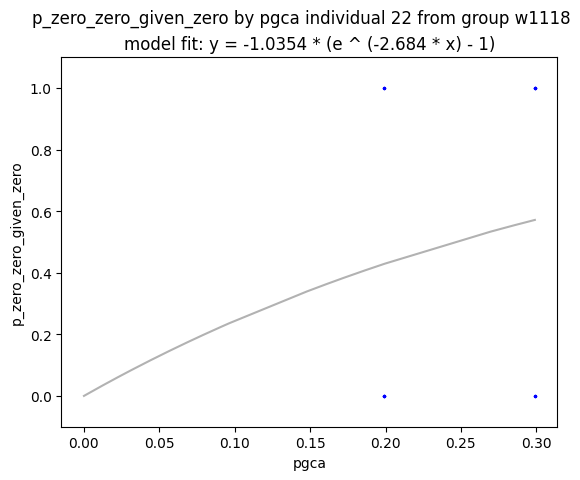 p_zero_zero_given_zero by pgca individual 22 from group w1118
model fit: y = -1.0354 * (e ^ (-2.684 * x) - 1)
1.0
0.8
0.6
0.4
0.2
0.0
p_zero_zero_given_zero
0.00 0.05 0.10 0.15 0.20 0.25 0.30
pgca